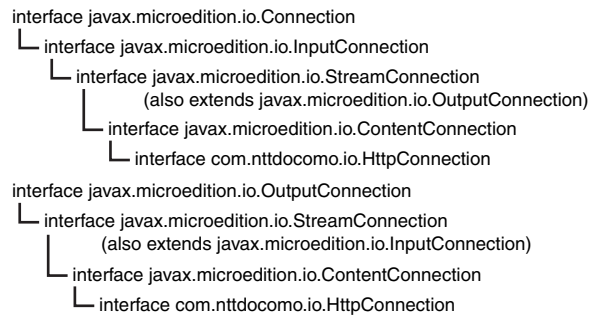 interface javax.microedition.io.Connection
interface javax.microedition.io.InputConnection
interface javax.microedition.io.StreamConnection
(also extends javax.microedition.io.OutputConnection)
interface javax.microedition.io.ContentConnection
interface com.nttdocomo.io.HttpConnection
interface javax.microedition.io.OutputConnection
interface javax.microedition.io.StreamConnection
(also extends javax.microedition.io.InputConnection)
interface javax.microedition.io.ContentConnection
interface com.nttdocomo.io.HttpConnection